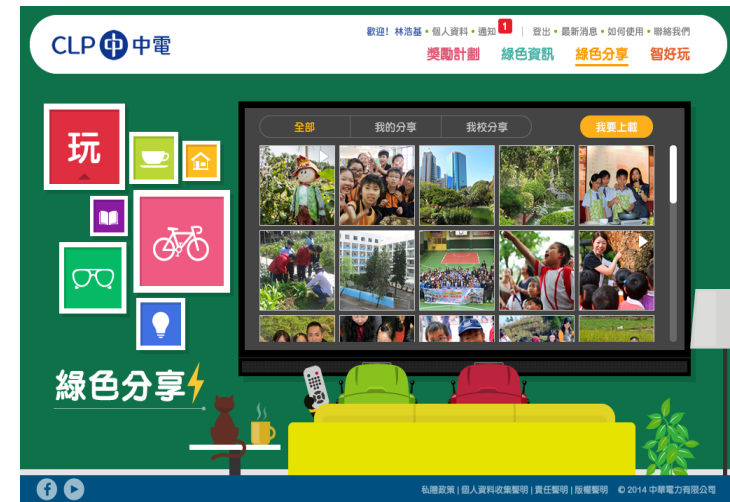 CLP 中 中電
歡迎! 林浩基 • 個人資料 • 通知 1 | 登出 • 最新消息 • 如何使用 • 聯絡我們
獎勵計劃 綠色資訊 綠色分享 智好玩
玩
全部 我的分享 我校分享 我要上載
綠色分享
私隱政策 | 個人資料收集聲明 | 責任聲明 | 版權聲明 © 2014 中華電力有限公司